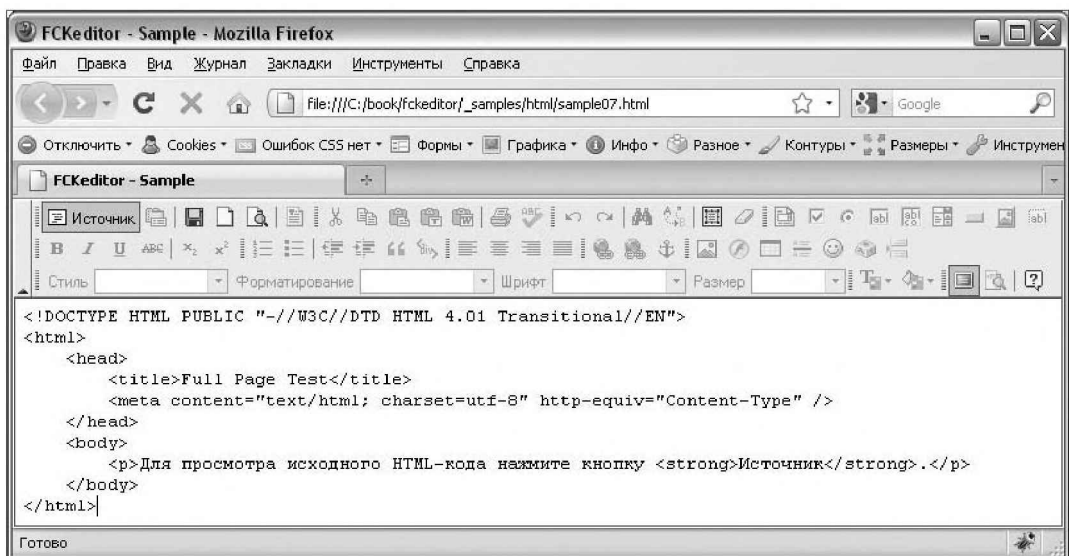 FCKeditor - Sample - Mozilla Firefox
Файл Правка Вид Журнал Закладки Инструменты Справка
file:///C:/book/fckeditor/_samples/html/sample07.html Google
Отключить Cookies Ошибок CSS нет Формы Графика Инфо Разное Контуры Размеры Инструмен
FCKeditor - Sample
Источник
B I U ABC x₂ x²
Стиль Форматирование Шрифт Размер
<!DOCTYPE HTML PUBLIC "-//W3C//DTD HTML 4.01 Transitional//EN">
<html>
<head>
<title>Full Page Test</title>
<meta content="text/html; charset=utf-8" http-equiv="Content-Type" />
</head>
<body>
<p>Для просмотра исходного HTML-кода нажмите кнопку <strong>Источник</strong>.</p>
</body>
</html>
Готово